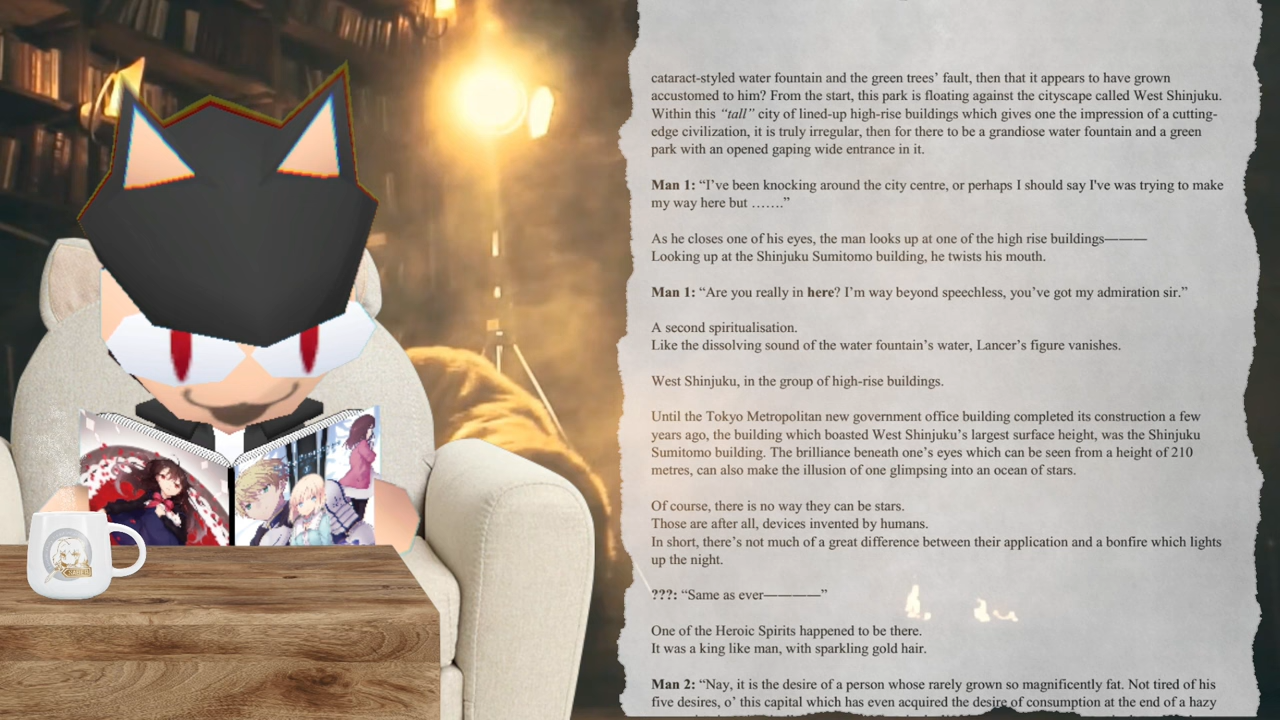 cataract-styled water fountain and the green trees' fault, then that it appears to have grown
accustomed to him? From the start, this park is floating against the cityscape called West Shinjuku.
Within this “tall” city of lined-up high-rise buildings which gives one the impression of a cutting-
edge civilization, it is truly irregular, then for there to be a grandiose water fountain and a green
park with an opened gaping wide entrance in it.
Man 1: “I've been knocking around the city centre, or perhaps I should say I've was trying to make
my way here but …….”
As he closes one of his eyes, the man looks up at one of the high rise buildings———
Looking up at the Shinjuku Sumitomo building, he twists his mouth.
Man 1: “Are you really in here? I'm way beyond speechless, you've got my admiration sir.”
A second spiritualisation.
Like the dissolving sound of the water fountain's water, Lancer's figure vanishes.
West Shinjuku, in the group of high-rise buildings.
Until the Tokyo Metropolitan new government office building completed its construction a few
years ago, the building which boasted West Shinjuku's largest surface height, was the Shinjuku
Sumitomo building. The brilliance beneath one's eyes which can be seen from a height of 210
metres, can also make the illusion of one glimpsing into an ocean of stars.
Of course, there is no way they can be stars.
Those are after all, devices invented by humans.
In short, there's not much of a great difference between their application and a bonfire which lights
up the night.
???: “Same as ever————”
One of the Heroic Spirits happened to be there.
It was a king like man, with sparkling gold hair.
Man 2: “Nay, it is the desire of a person whose rarely grown so magnificently fat. Not tired of his
five desires, o' this capital which has even acquired the desire of consumption at the end of a hazy